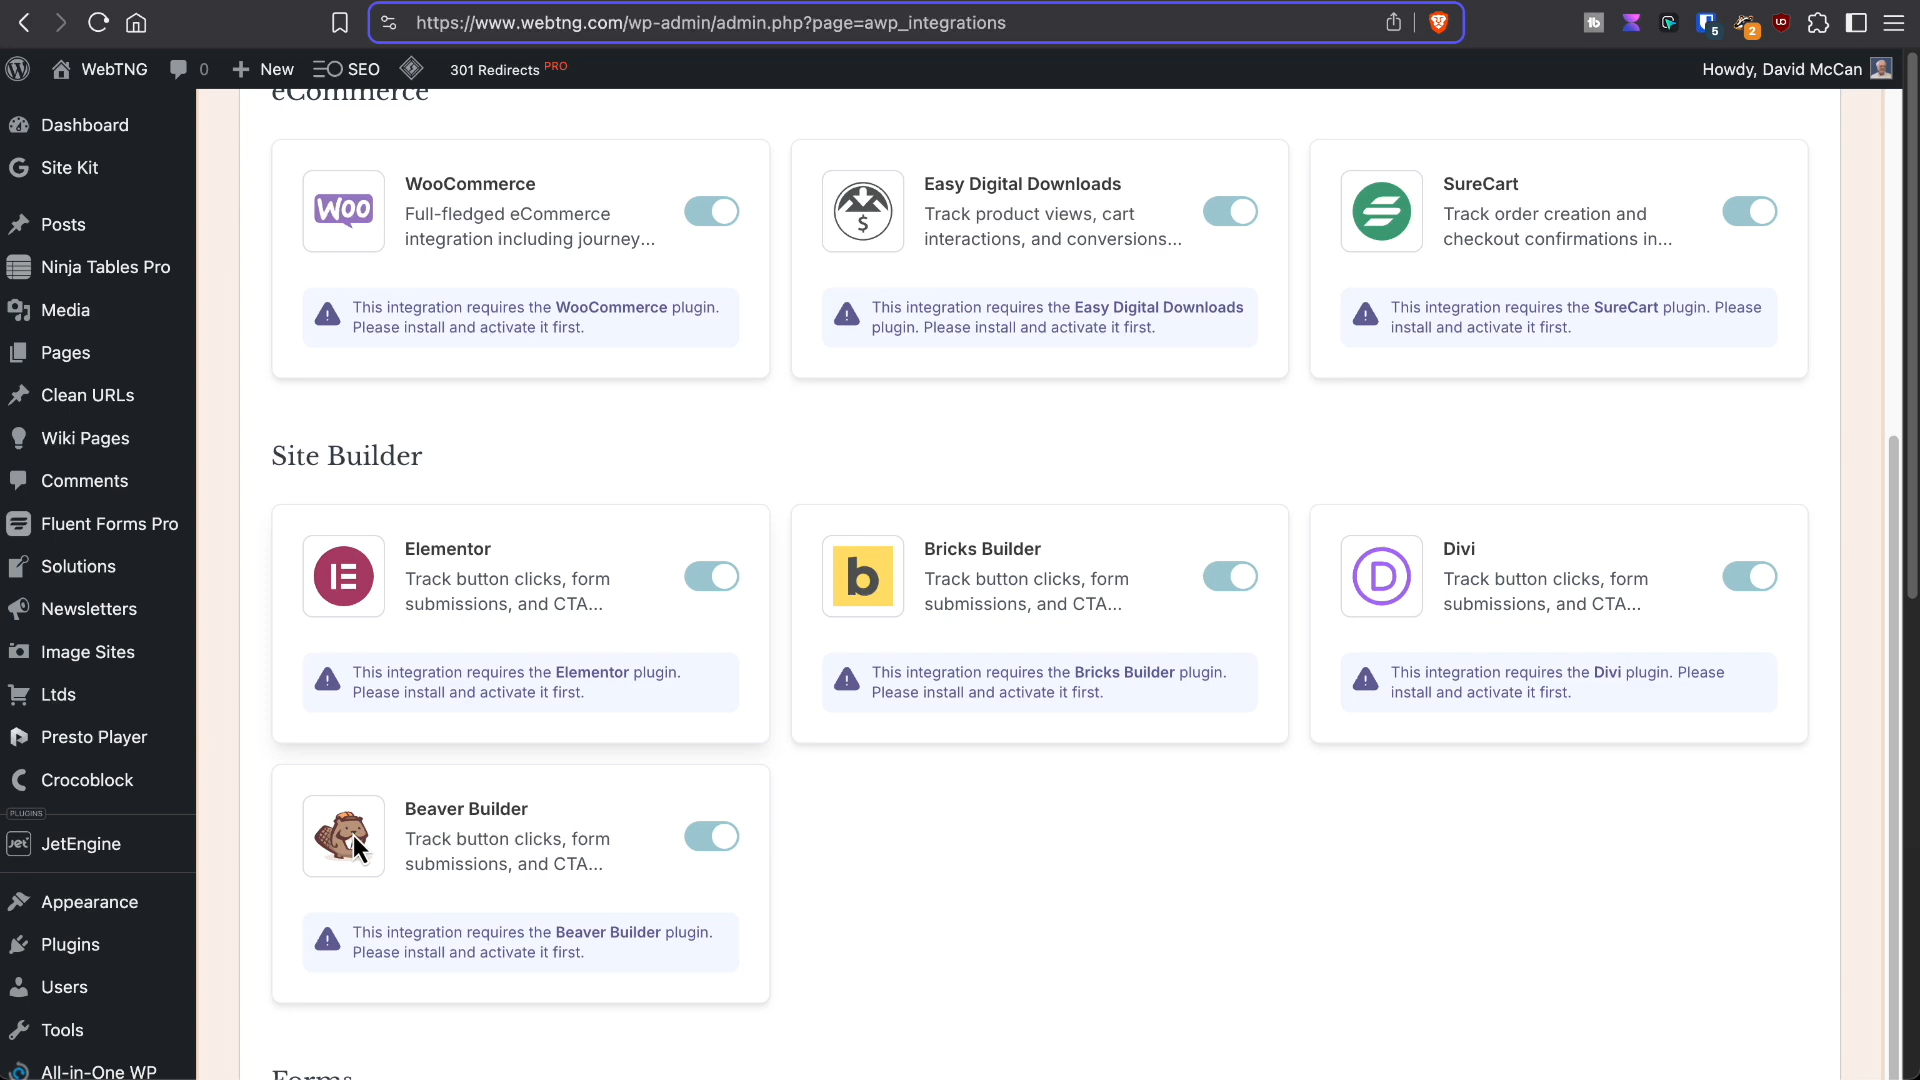 https://www.webtng.com/wp-admin/admin.php?page=awp_integrations
5
2
WebTNG
0
New
SEO
301 Redirects PRO
Howdy, David McCan
Dashboard
Site Kit
Posts
Ninja Tables Pro
Media
Pages
Clean URLs
Wiki Pages
Comments
Fluent Forms Pro
Solutions
Newsletters
Image Sites
Ltds
Presto Player
Crocoblock
PLUGINS
Jet
JetEngine
Appearance
Plugins
Users
Tools
All-in-One WP
eCommerce
WOO
WooCommerce
Full-fledged eCommerce
integration including journey...
This integration requires the WooCommerce plugin.
Please install and activate it first.
$
Easy Digital Downloads
Track product views, cart
interactions, and conversions...
This integration requires the Easy Digital Downloads
plugin. Please install and activate it first.
SureCart
Track order creation and
checkout confirmations in...
This integration requires the SureCart plugin. Please
install and activate it first.
Site Builder
Elementor
Track button clicks, form
submissions, and CTA...
This integration requires the Elementor plugin.
Please install and activate it first.
b
Bricks Builder
Track button clicks, form
submissions, and CTA...
This integration requires the Bricks Builder plugin.
Please install and activate it first.
D
Divi
Track button clicks, form
submissions, and CTA...
This integration requires the Divi plugin. Please
install and activate it first.
Beaver Builder
Track button clicks, form
submissions, and CTA...
This integration requires the Beaver Builder plugin.
Please install and activate it first.
Forms